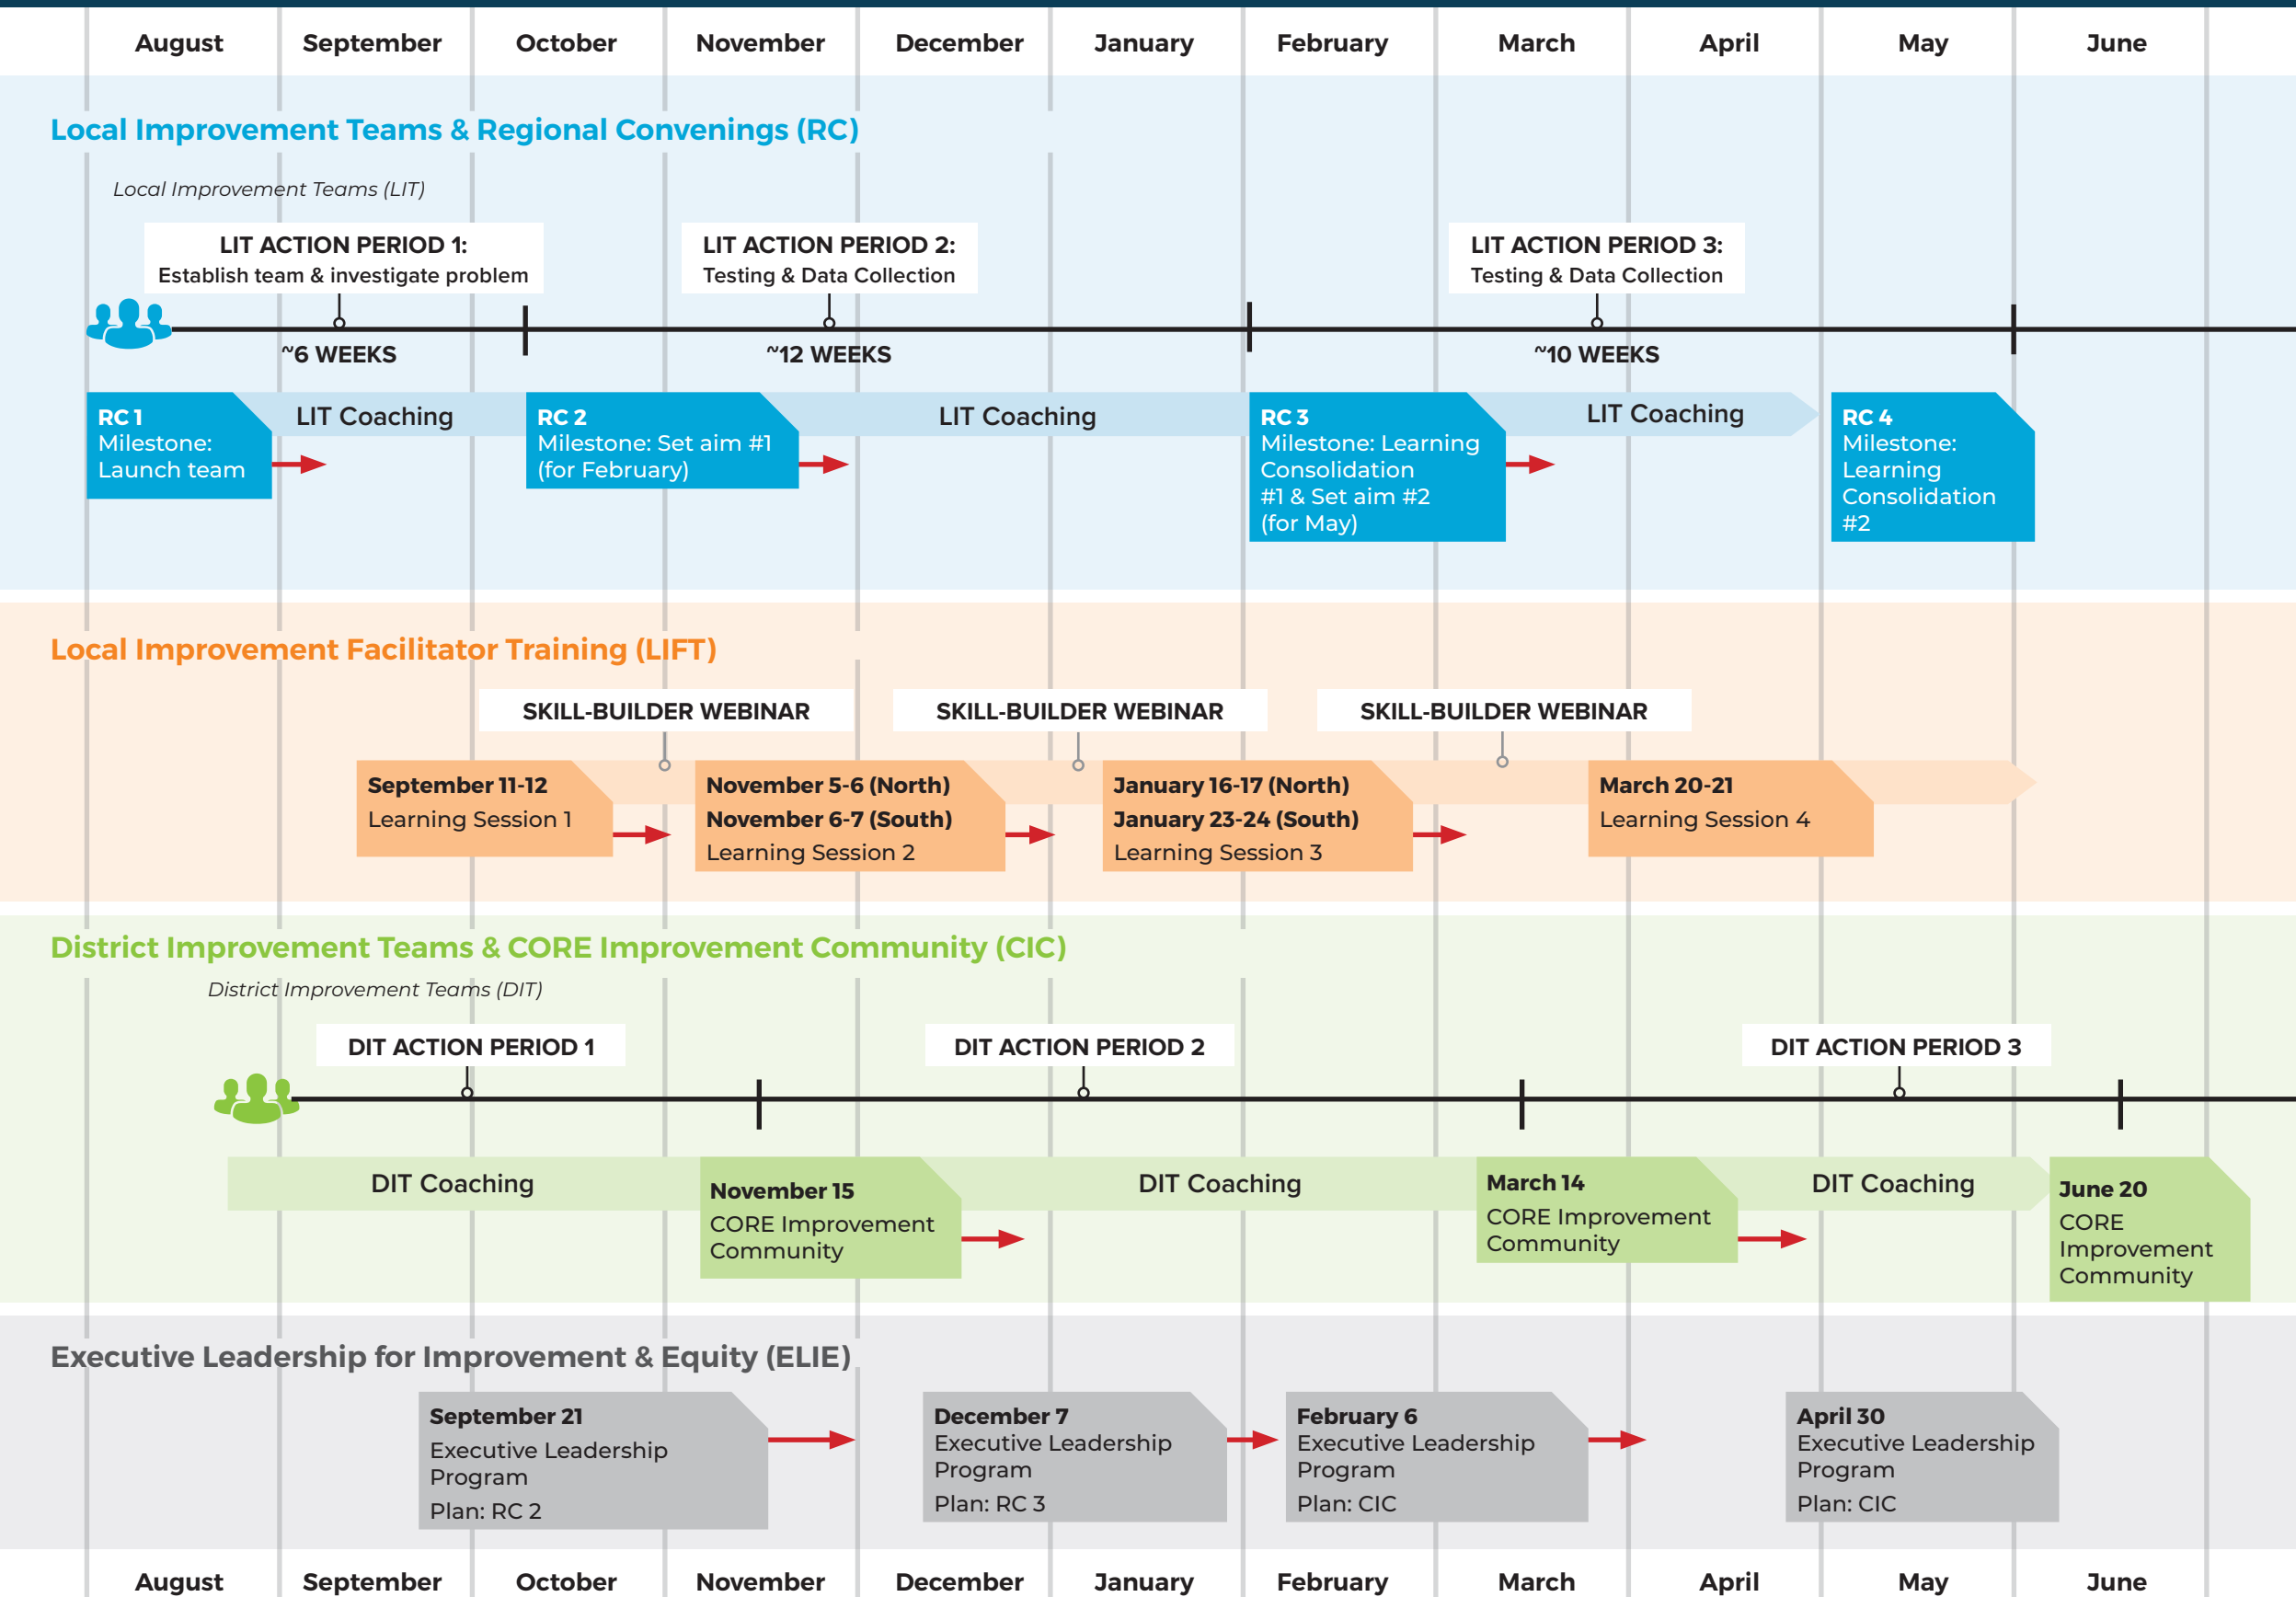 August September October November December January February March April May June
Local Improvement Teams & Regional Convenings (RC)
Local Improvement Teams (LIT)
LIT ACTION PERIOD 1:
Establish team & investigate problem
LIT ACTION PERIOD 2:
Testing & Data Collection
LIT ACTION PERIOD 3:
Testing & Data Collection
~6 WEEKS
~12 WEEKS
~10 WEEKS
RC 1
Milestone:
Launch team
LIT Coaching
RC 2
Milestone: Set aim #1
(for February)
LIT Coaching
RC 3
Milestone: Learning
Consolidation
#1 & Set aim #2
(for May)
LIT Coaching
RC 4
Milestone:
Learning
Consolidation
#2
Local Improvement Facilitator Training (LIFT)
SKILL-BUILDER WEBINAR
SKILL-BUILDER WEBINAR
SKILL-BUILDER WEBINAR
September 11-12
Learning Session 1
November 5-6 (North)
November 6-7 (South)
Learning Session 2
January 16-17 (North)
January 23-24 (South)
Learning Session 3
March 20-21
Learning Session 4
District Improvement Teams & CORE Improvement Community (CIC)
District Improvement Teams (DIT)
DIT ACTION PERIOD 1
DIT ACTION PERIOD 2
DIT ACTION PERIOD 3
DIT Coaching
November 15
CORE Improvement
Community
DIT Coaching
March 14
CORE Improvement
Community
DIT Coaching
June 20
CORE
Improvement
Community
Executive Leadership for Improvement & Equity (ELIE)
September 21
Executive Leadership
Program
Plan: RC 2
December 7
Executive Leadership
Program
Plan: RC 3
February 6
Executive Leadership
Program
Plan: CIC
April 30
Executive Leadership
Program
Plan: CIC
August September October November December January February March April May June